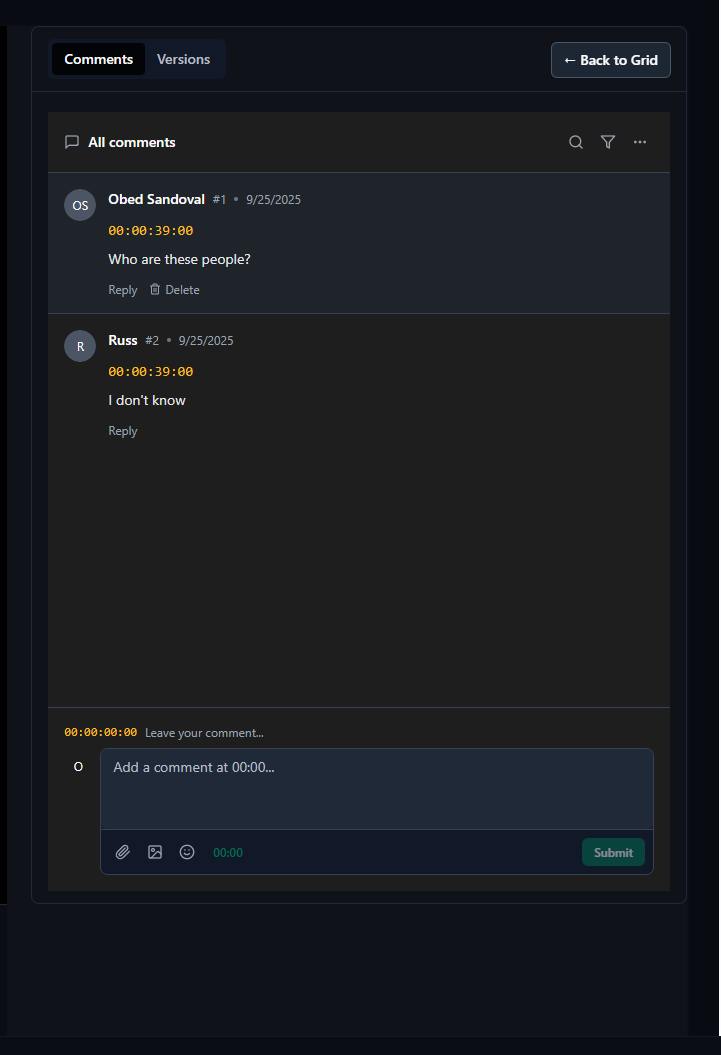 Comments Versions ← Back to Grid
All comments
OS Obed Sandoval #1 • 9/25/2025
00:00:39:00
Who are these people?
Reply Delete
R Russ #2 • 9/25/2025
00:00:39:00
I don't know
Reply
00:00:00:00 Leave your comment...
O Add a comment at 00:00...
00:00 Submit